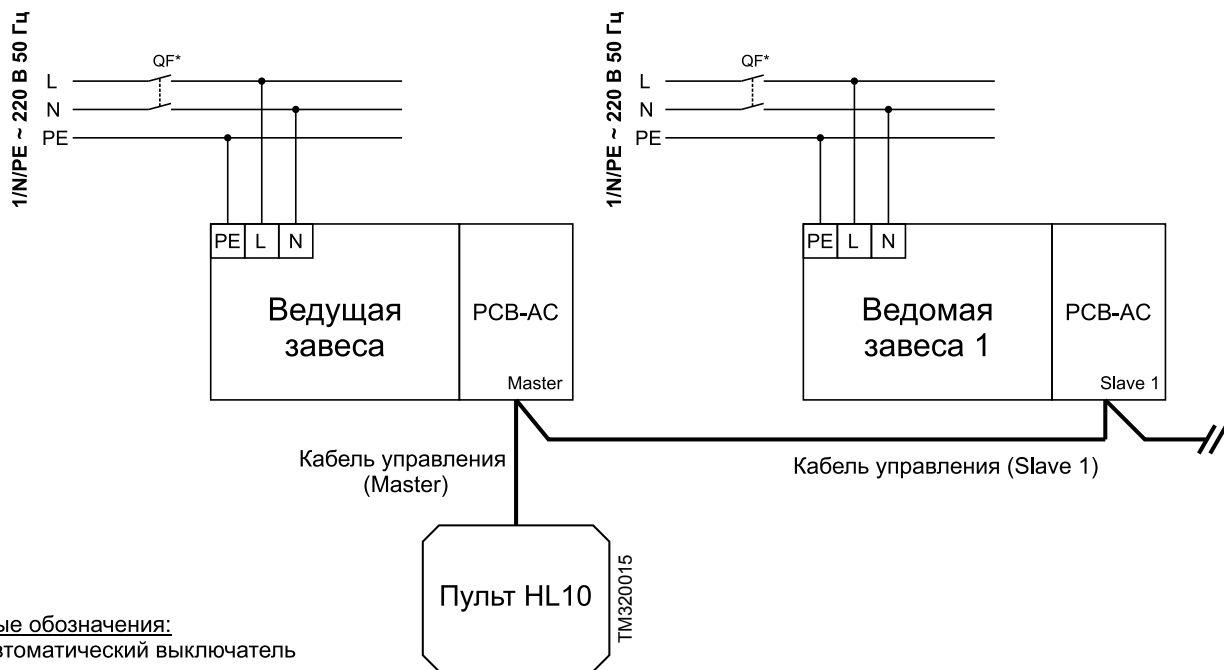 1/N/PE ~ 220 В 50 Гц
QF*
L
N
PE
PE L N
Ведущая
завеса
PCB-AC
Master
1/N/PE ~ 220 В 50 Гц
QF*
L
N
PE
PE L N
Ведомая
завеса 1
PCB-AC
Slave 1
Кабель управления
(Master)
Кабель управления (Slave 1)
Пульт HL10
TM320015
ые обозначения:
втоматический выключатель